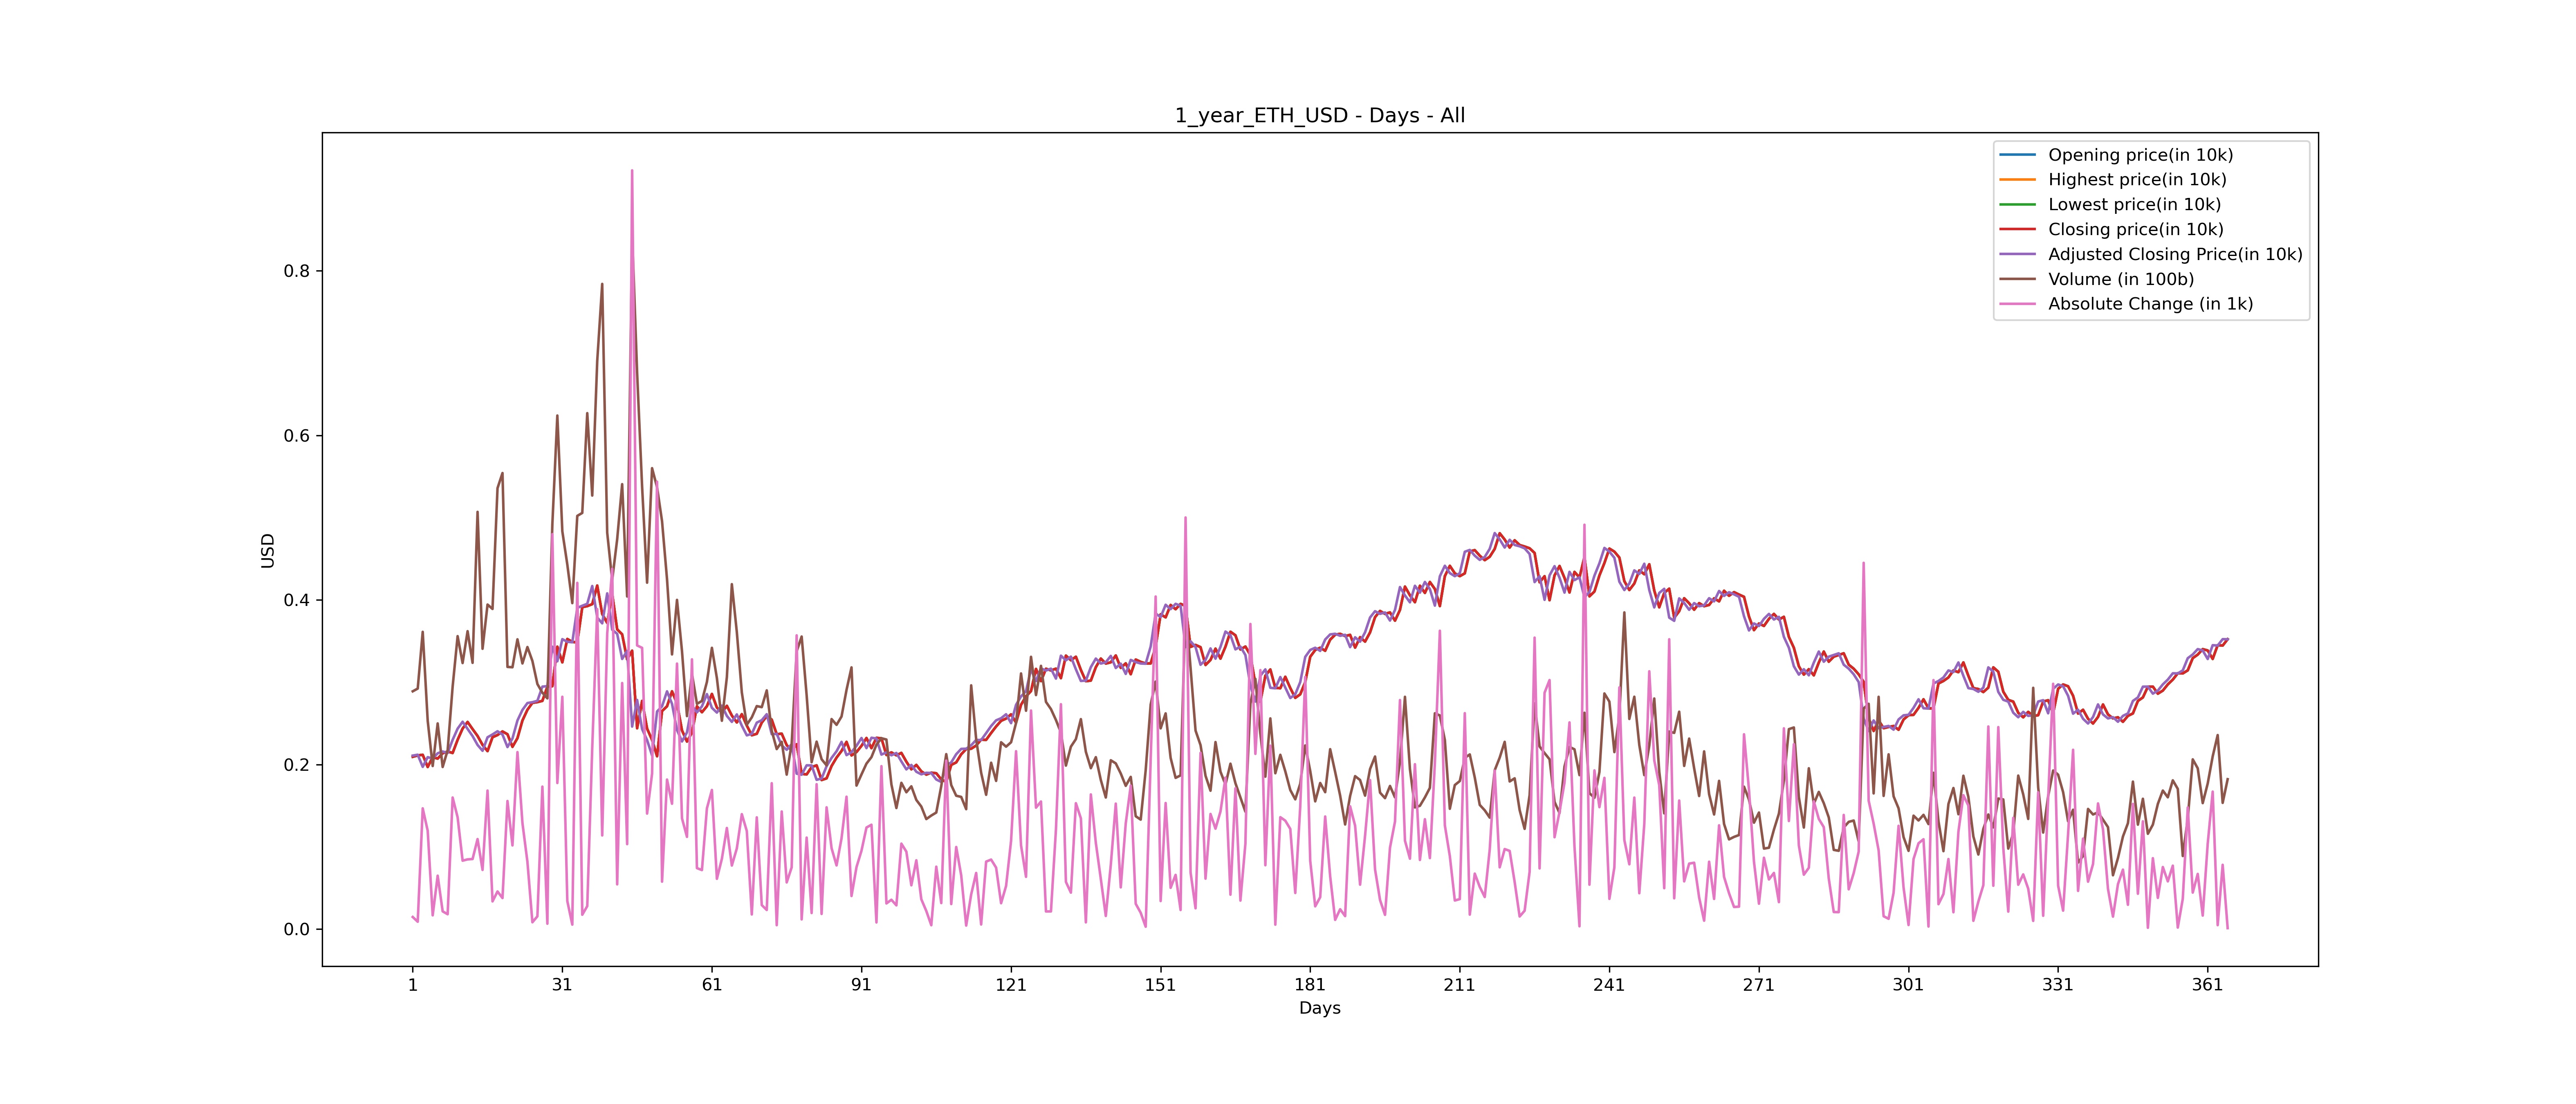 1_year_ETH_USD - Days - All
Opening price(in 10k)
Highest price(in 10k)
Lowest price(in 10k)
Closing price(in 10k)
Adjusted Closing Price(in 10k)
Volume (in 100b)
Absolute Change (in 1k)
USD
0.8
0.6
0.4
0.2
0.0
1 31 61 91 121 151 181 211 241 271 301 331 361
Days